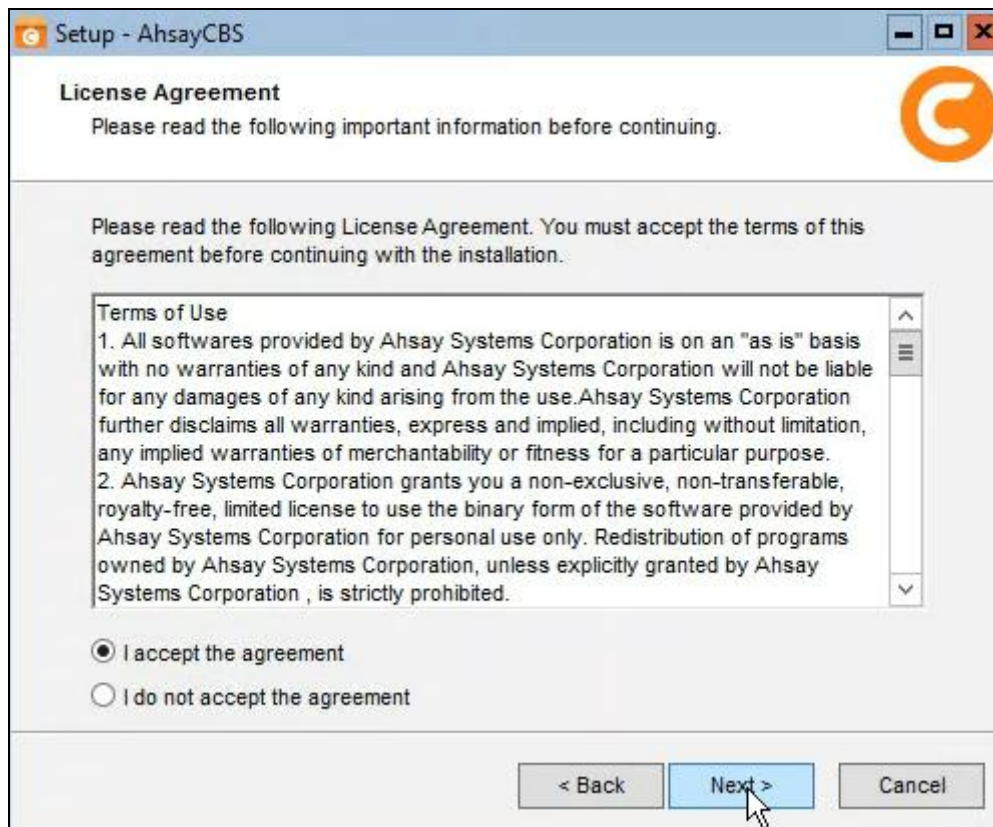 Setup - AhsayCBS
License Agreement
Please read the following important information before continuing.
Please read the following License Agreement. You must accept the terms of this
agreement before continuing with the installation.
Terms of Use
1. All softwares provided by Ahsay Systems Corporation is on an "as is" basis
with no warranties of any kind and Ahsay Systems Corporation will not be liable
for any damages of any kind arising from the use.Ahsay Systems Corporation
further disclaims all warranties, express and implied, including without limitation,
any implied warranties of merchantability or fitness for a particular purpose.
2. Ahsay Systems Corporation grants you a non-exclusive, non-transferable,
royalty-free, limited license to use the binary form of the software provided by
Ahsay Systems Corporation for personal use only. Redistribution of programs
owned by Ahsay Systems Corporation, unless explicitly granted by Ahsay
Systems Corporation , is strictly prohibited.
I accept the agreement
I do not accept the agreement
< Back Next > Cancel